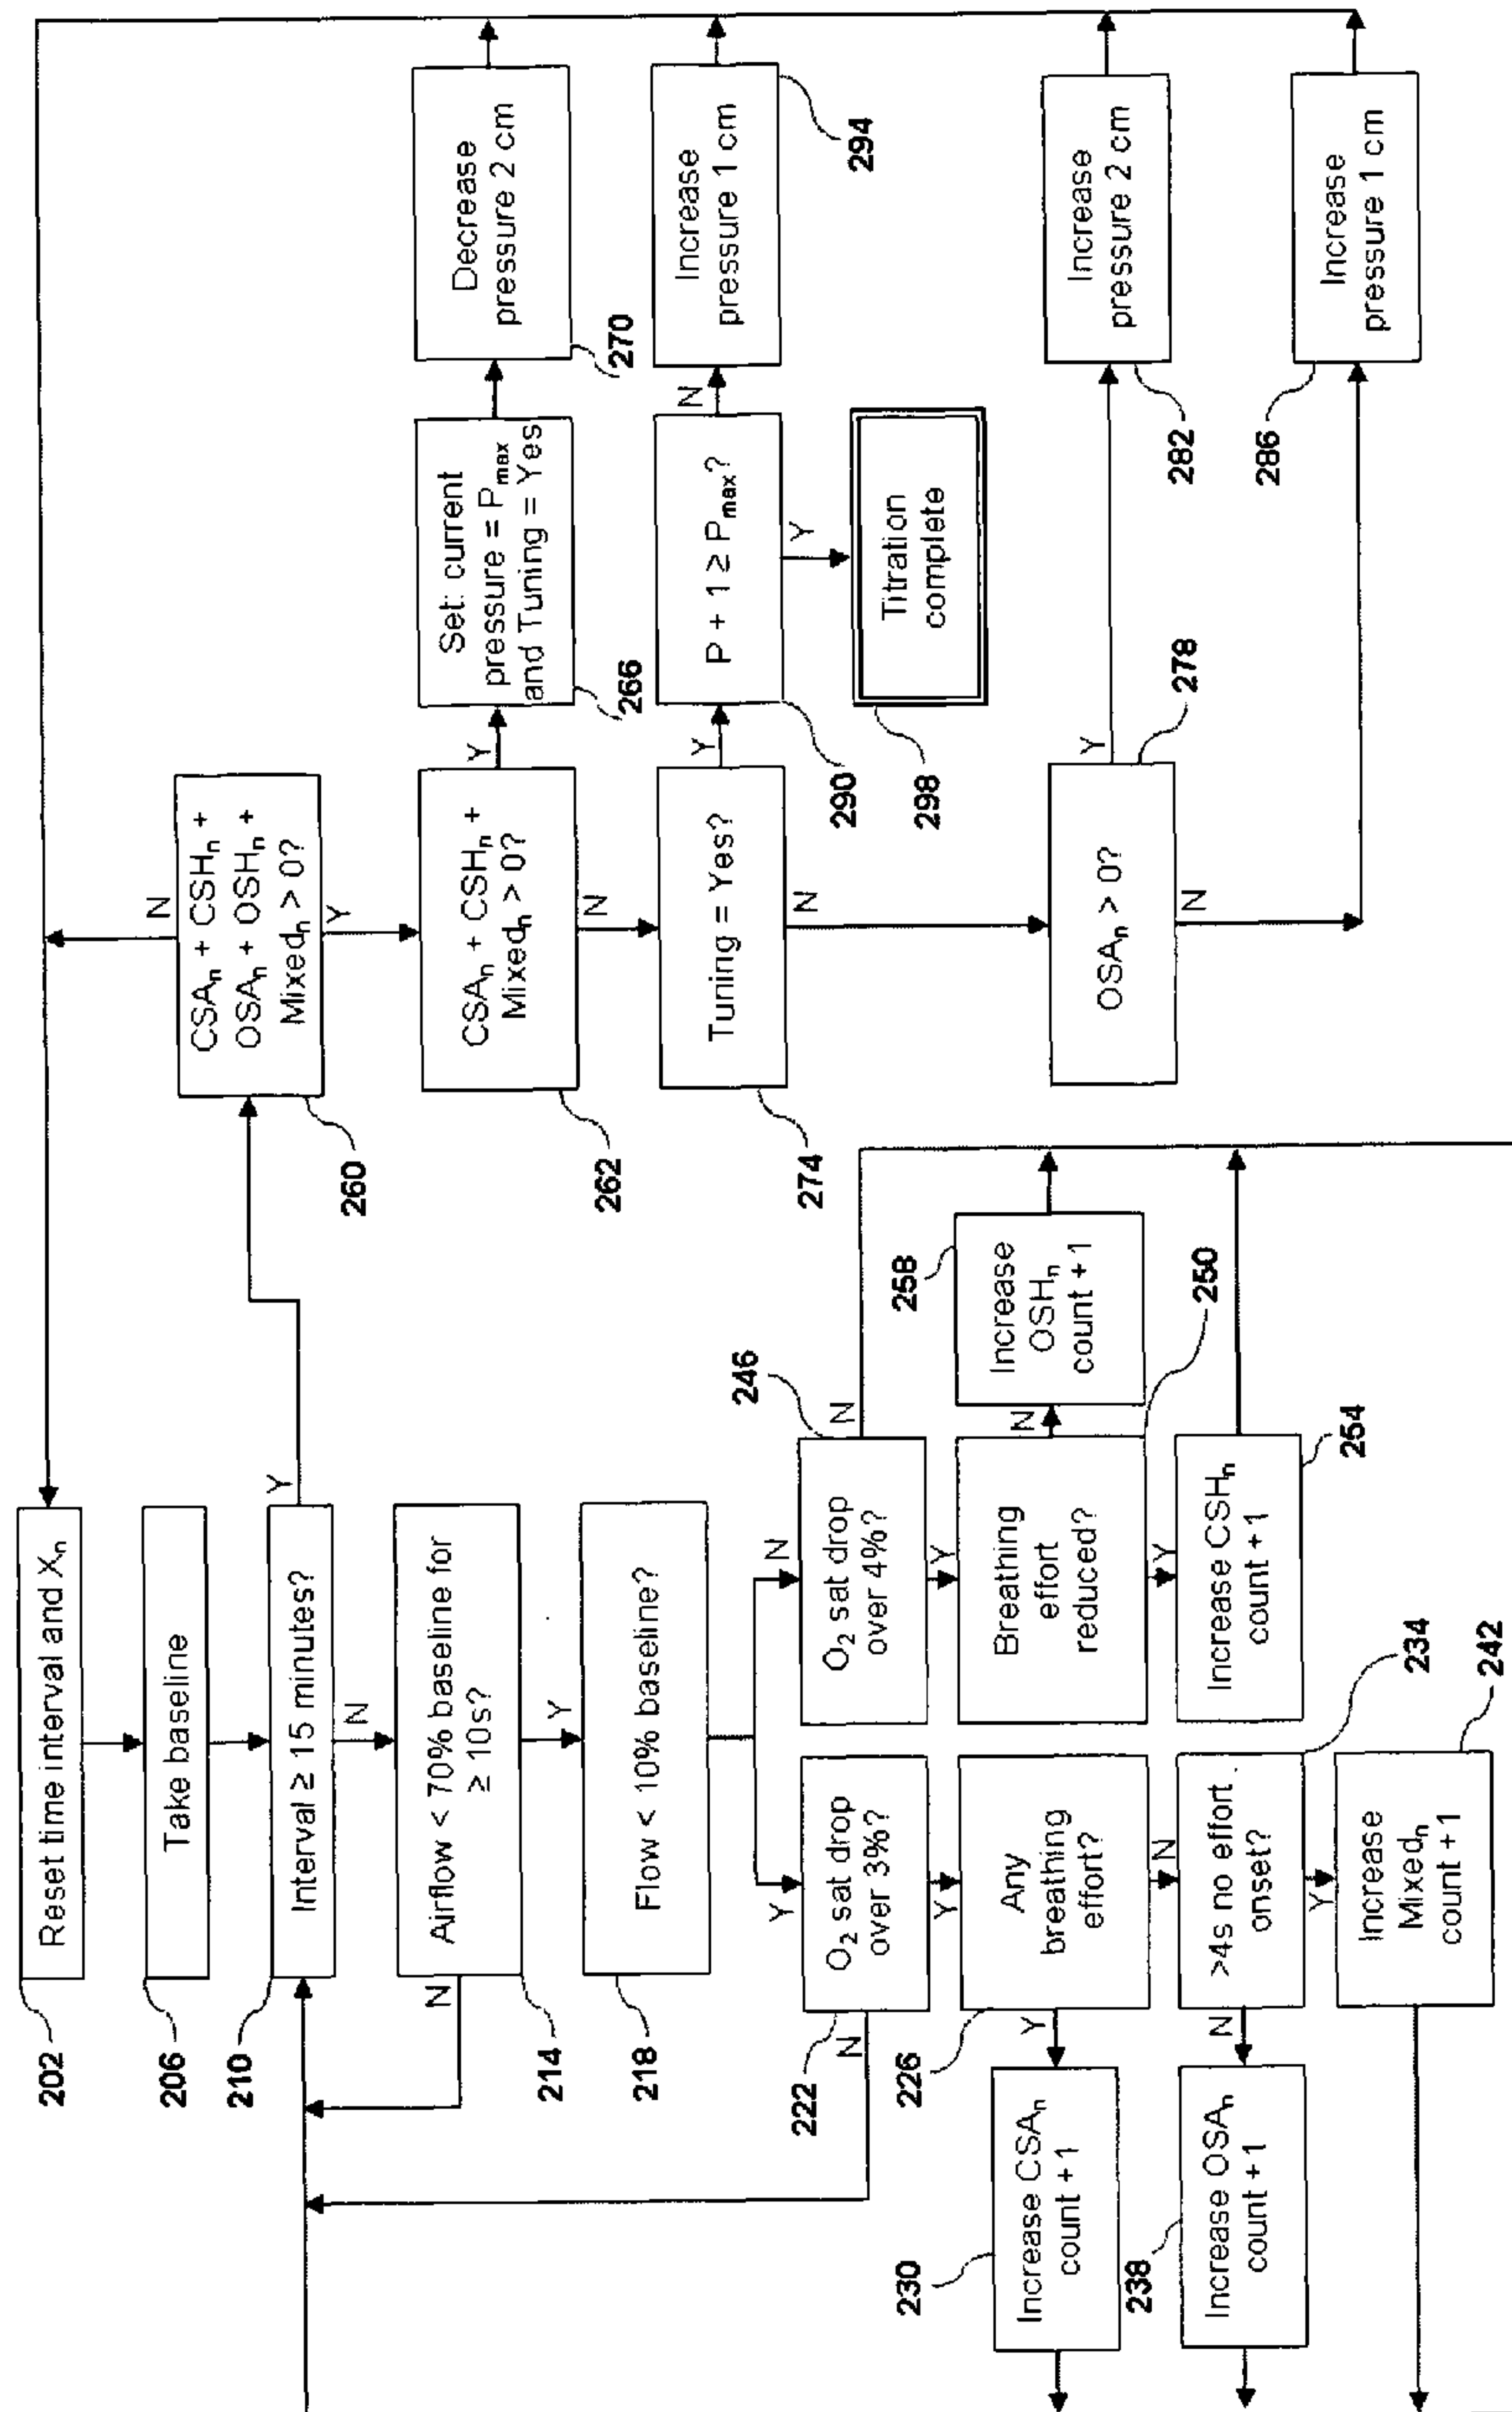 Reset time interval and Xn
202
Take baseline
206
Interval ≥ 15 minutes?
210
Y
N
Airflow < 70% baseline for
≥ 10s?
214
N
Y
Flow < 10% baseline?
218
Y
N
O2 sat drop
over 3%?
222
N
Y
Any
breathing
effort?
226
Y
N
Increase CSAn
count +1
230
>4s no effort
onset?
234
N
Y
Increase OSAn
count +1
238
Increase
Mixedn
count +1
242
O2 sat drop
over 4%?
246
N
Y
Breathing
effort
reduced?
250
N
Y
Increase CSHn
count +1
254
Increase
OSHn
count +1
258
CSAn + CSHn +
OSAn + OSHn +
Mixedn > 0?
260
N
Y
CSAn + CSHn +
Mixedn > 0?
262
Y
N
Set: current
pressure = Pmax
and Tuning = Yes
266
Decrease
pressure 2 cm
270
Tuning = Yes?
274
Y
N
P + 1 ≥ Pmax?
290
N
Y
Increase
pressure 1 cm
294
Titration
complete
298
OSAn > 0?
278
Y
N
Increase
pressure 2 cm
282
Increase
pressure 1 cm
286